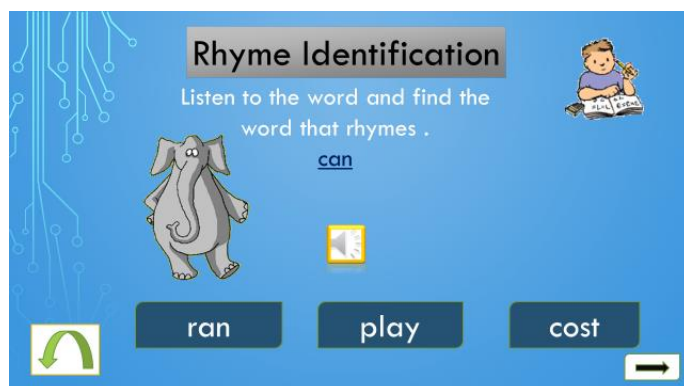 Rhyme Identification
Listen to the word and find the
word that rhymes .
can
ran
play
cost